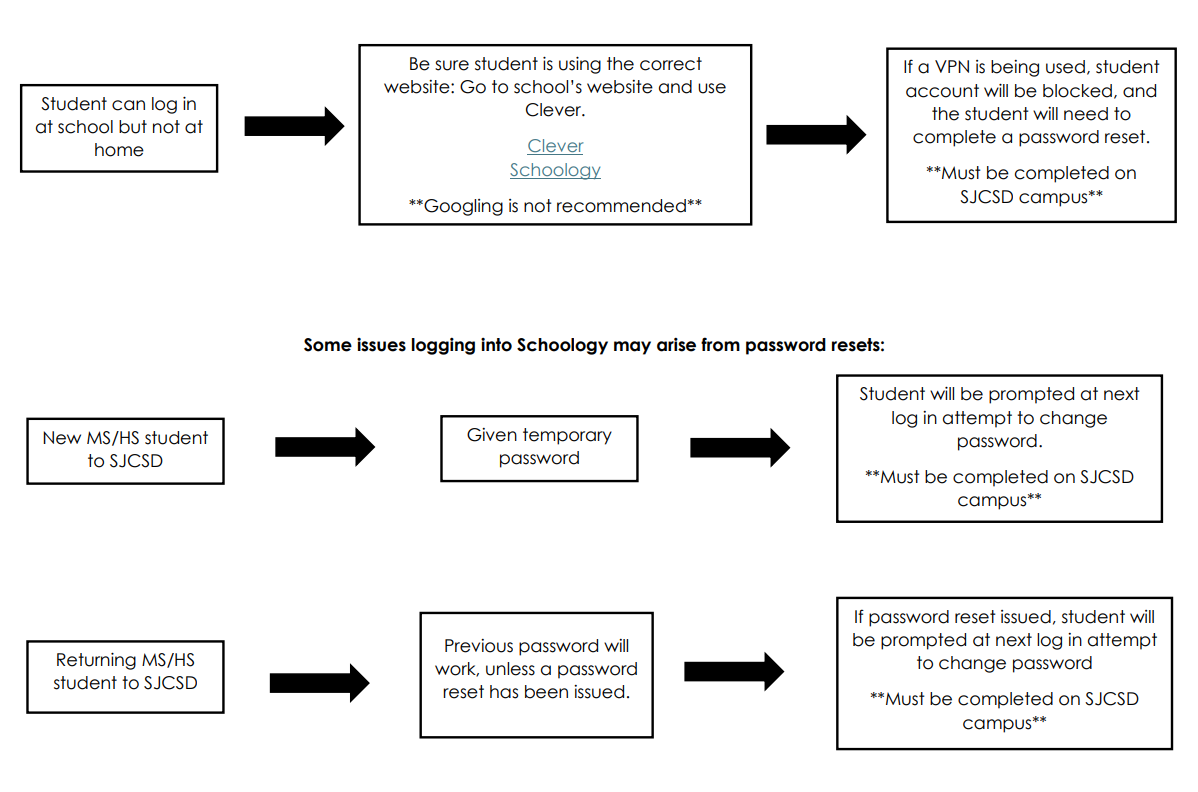 Student can log in
at school but not at
home
Be sure student is using the correct
website: Go to school’s website and use
Clever.
Clever
Schoology
**Googling is not recommended**
If a VPN is being used, student
account will be blocked, and
the student will need to
complete a password reset.
**Must be completed on
SJCSD campus**
Some issues logging into Schoology may arise from password resets:
New MS/HS student
to SJCSD
Given temporary
password
Student will be prompted at next
log in attempt to change
password.
**Must be completed on SJCSD
campus**
Returning MS/HS
student to SJCSD
Previous password will
work, unless a password
reset has been issued.
If password reset issued, student will
be prompted at next log in attempt
to change password
**Must be completed on SJCSD
campus**